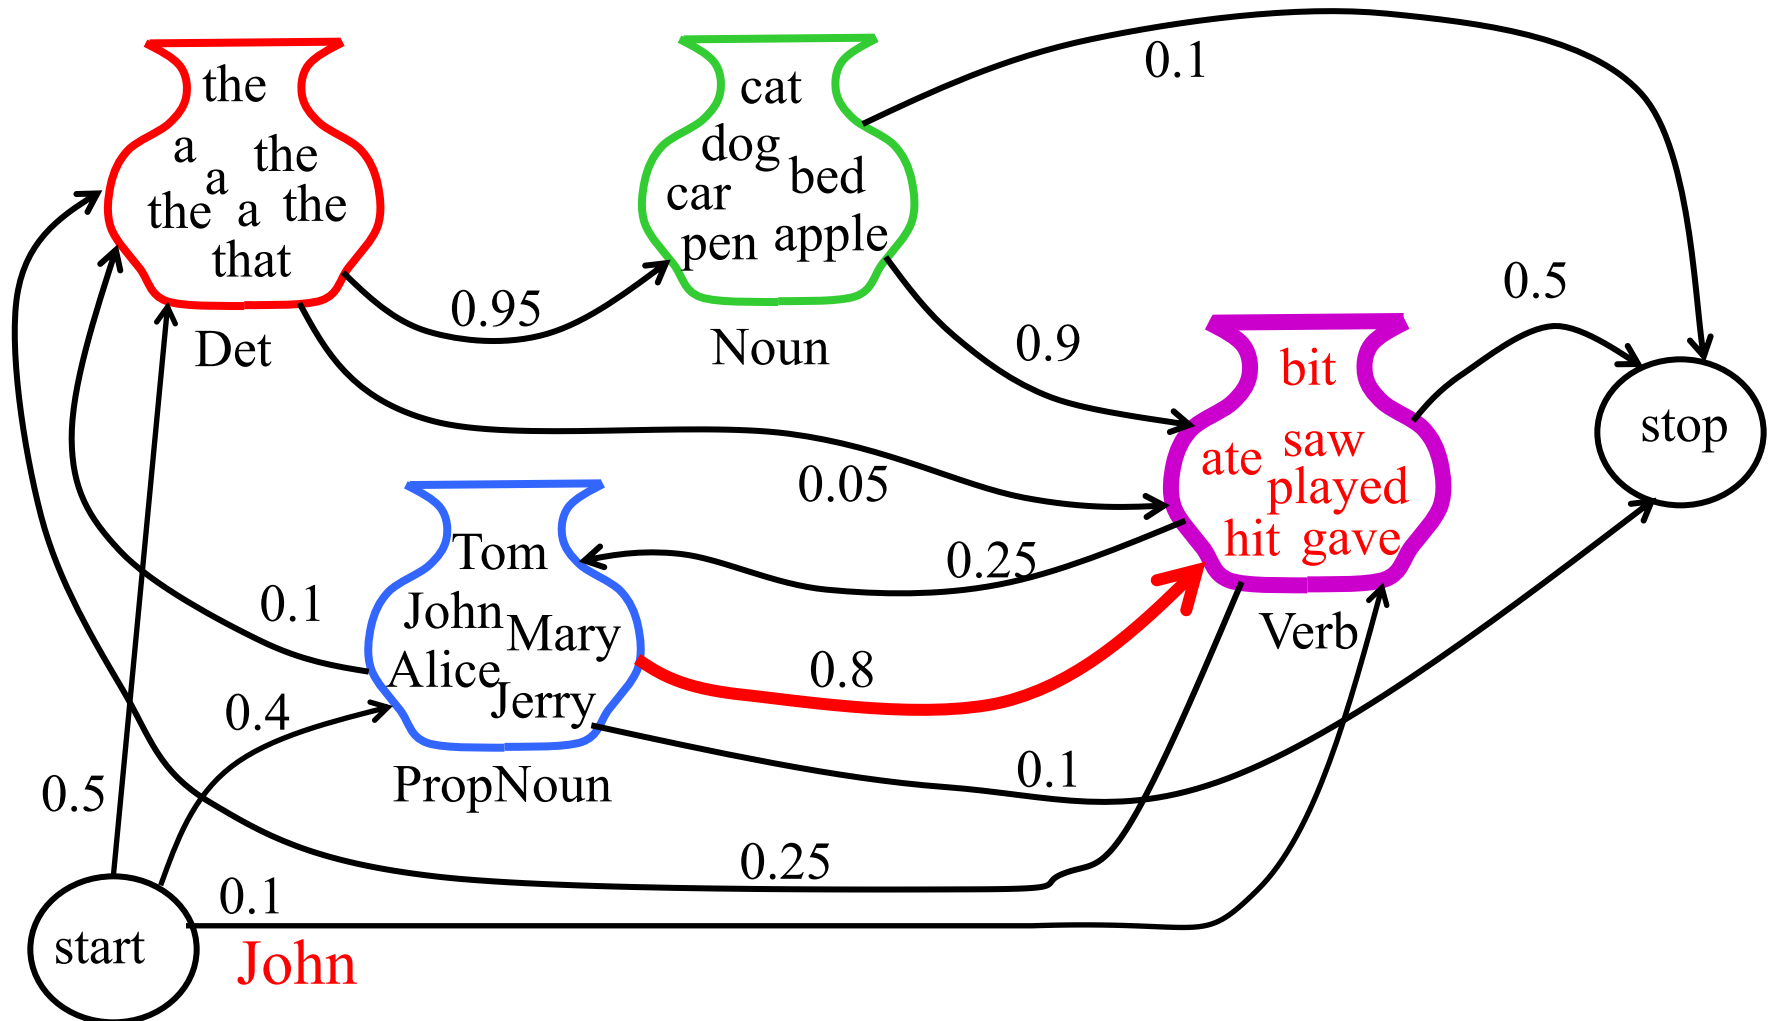 the
a
the
a
the
a
the
that
Det
0.95
cat
dog
bed
car
apple
pen
Noun
0.1
0.9
0.5
bit
saw
ate
played
hit gave
Verb
stop
0.05
0.25
Tom
John
Mary
Alice
Jerry
PropNoun
0.1
0.8
0.4
0.1
0.5
0.25
0.1
start
John